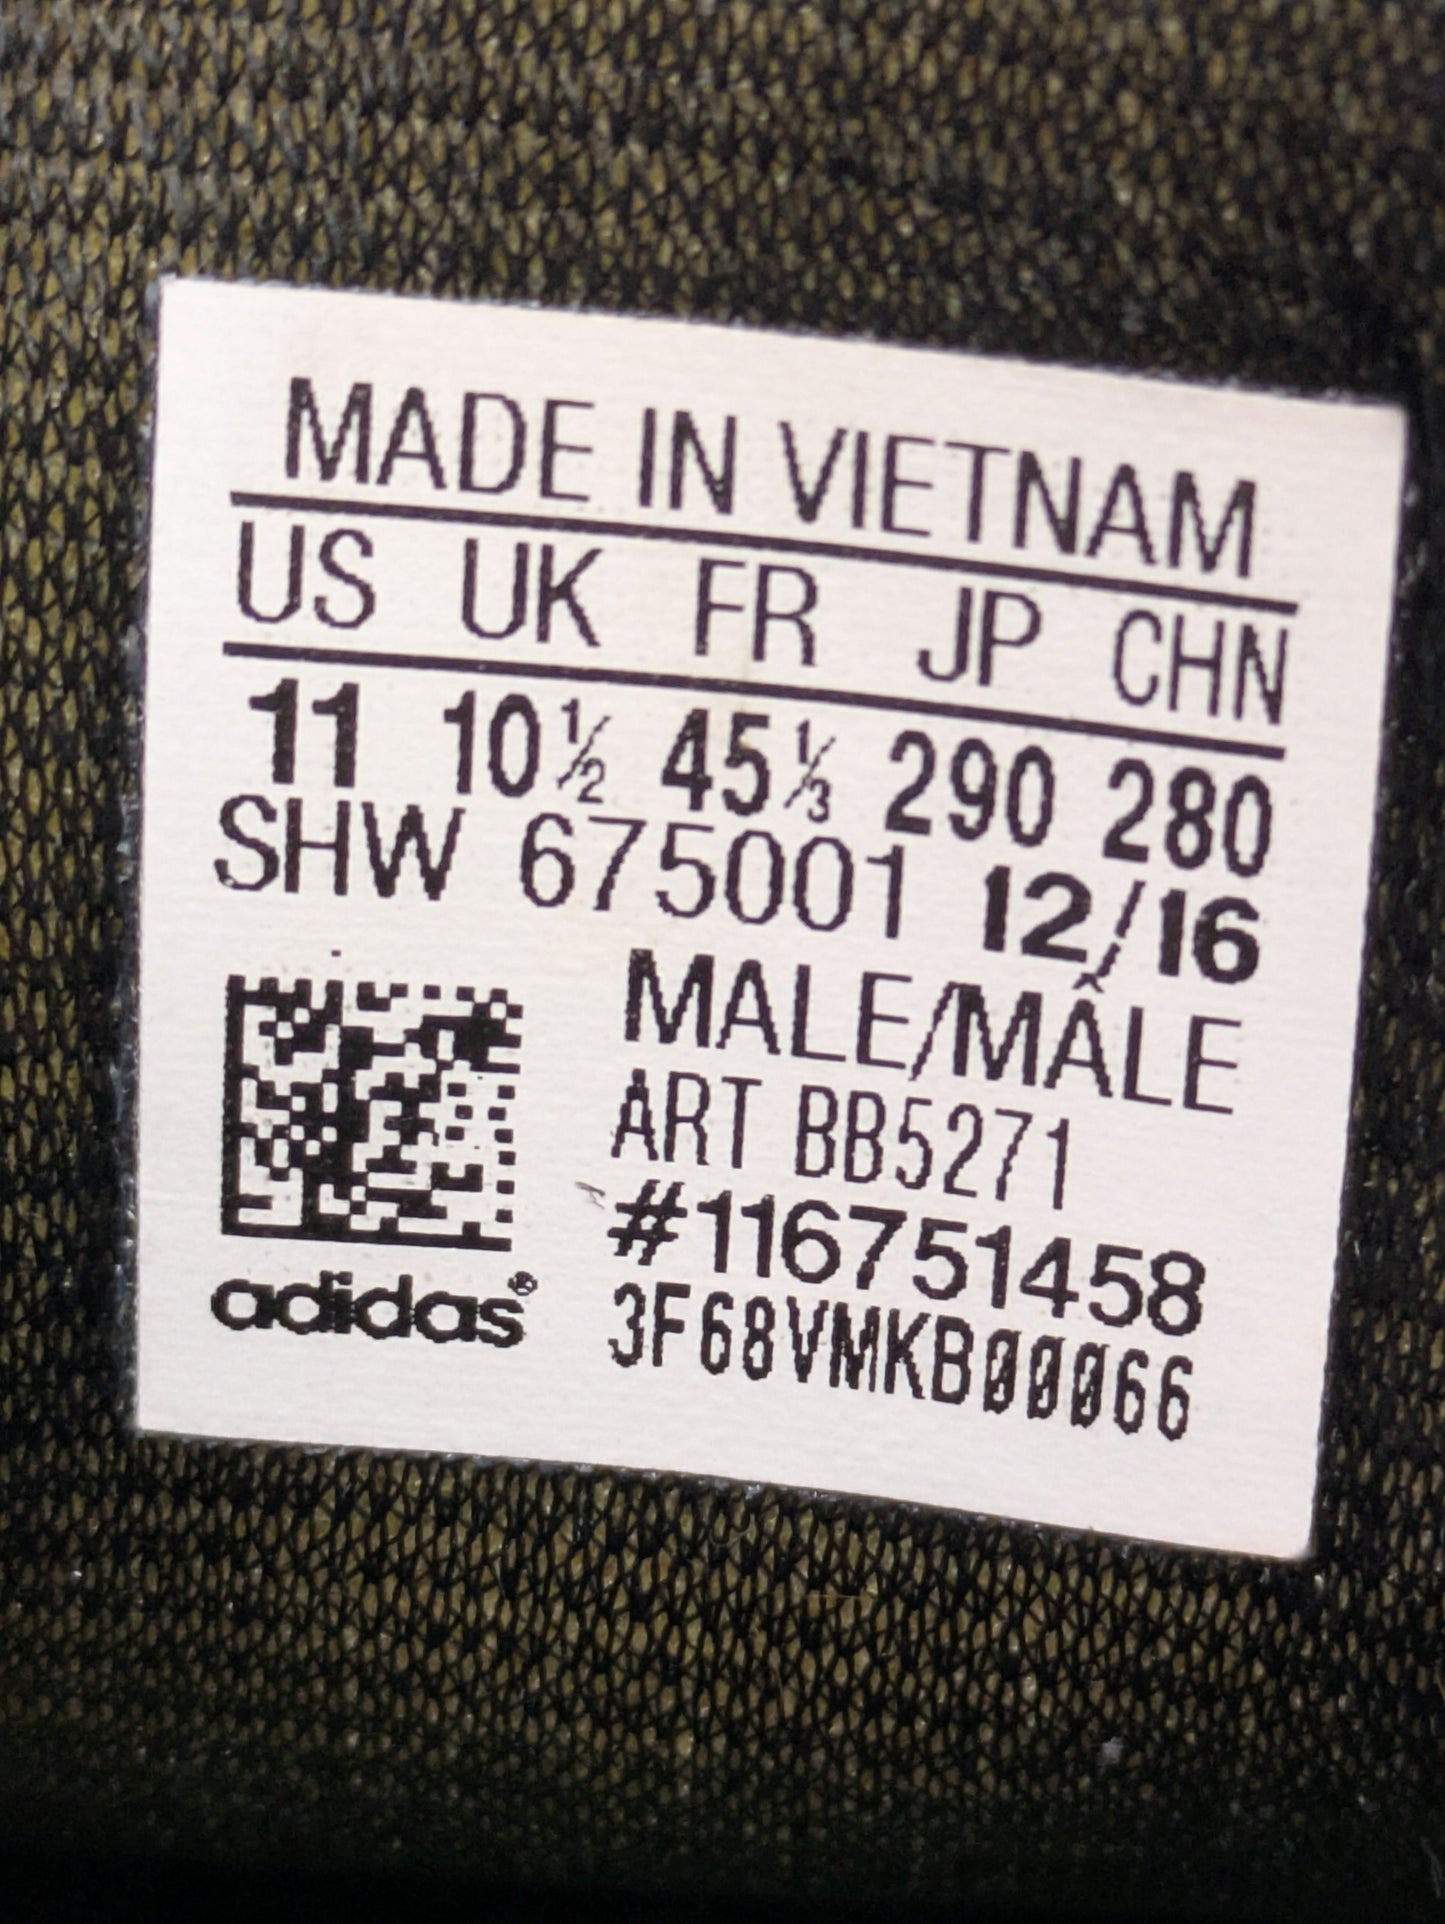 MADE IN VIETNAM
US UK FR JP CHN
11 10½ 45⅓ 290 280
SHW 675001 12/16
MALE/MÂLE
ART BB5271
#116751458
adidas® 3F68VMKB00066